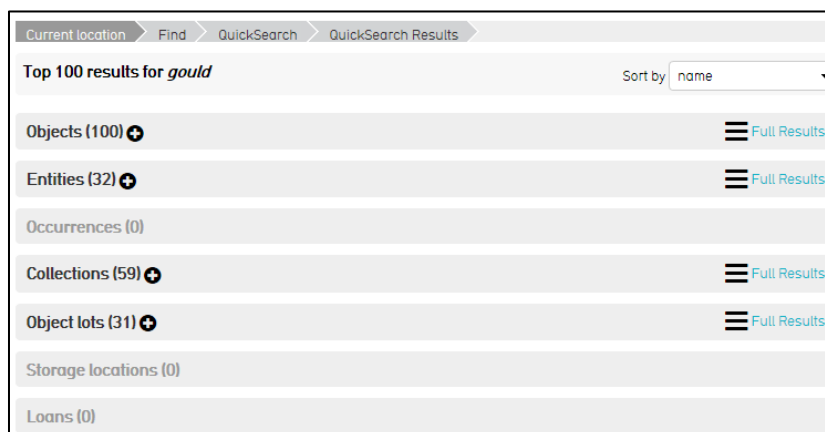 Current location Find QuickSearch QuickSearch Results
Top 100 results for gould Sort by name
Objects (100) Full Results
Entities (32) Full Results
Occurrences (0)
Collections (59) Full Results
Object lots (31) Full Results
Storage locations (0)
Loans (0)